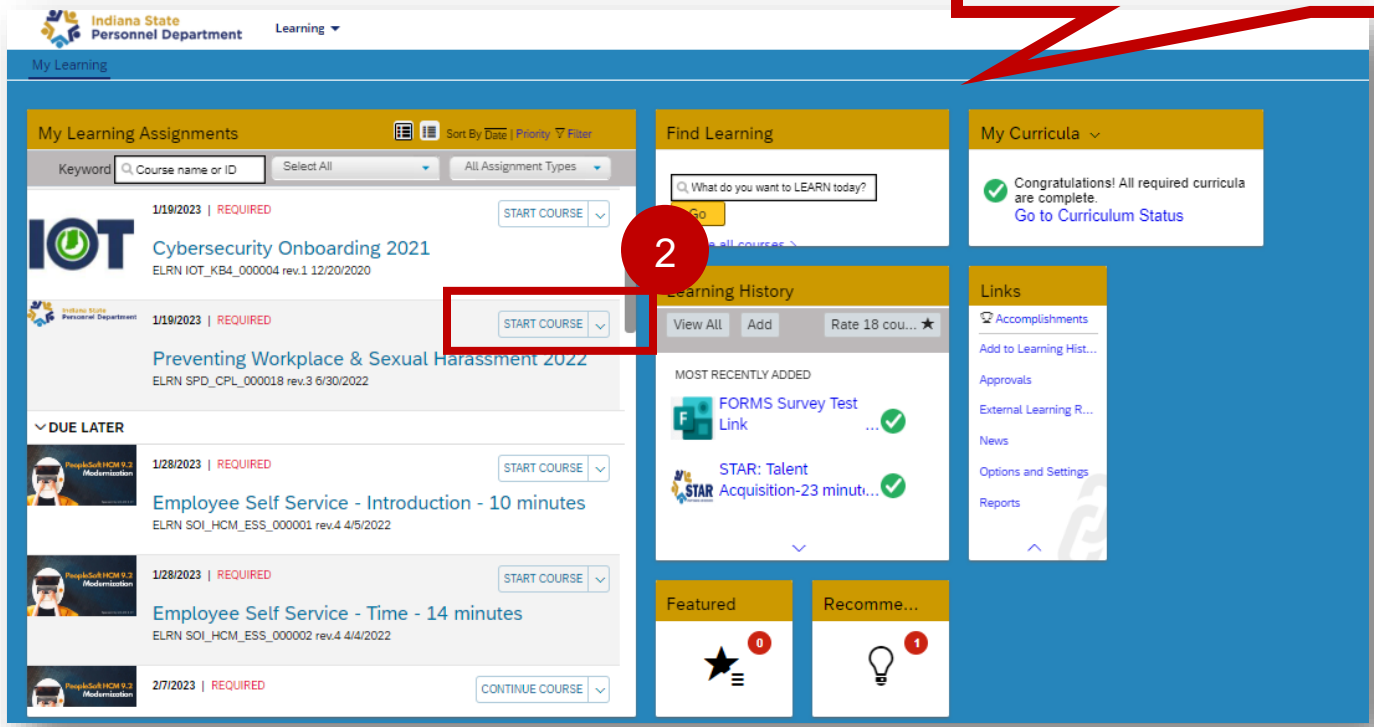 Indiana State
Personnel Department
Learning
My Learning
My Learning Assignments
Sort By Date | Priority Filter
Keyword
Course name or ID
Select All
All Assignment Types
1/19/2023 | REQUIRED
START COURSE
IOT
Cybersecurity Onboarding 2021
ELRN IOT_KB4_000004 rev.1 12/20/2020
Indiana State
Personnel Department
1/19/2023 | REQUIRED
START COURSE
Preventing Workplace & Sexual Harassment 2022
ELRN SPD_CPL_000018 rev.3 6/30/2022
DUE LATER
PeopleSoft HCM 9.2
Modernization
1/28/2023 | REQUIRED
START COURSE
Employee Self Service - Introduction - 10 minutes
ELRN SOI_HCM_ESS_000001 rev.4 4/5/2022
PeopleSoft HCM 9.2
Modernization
1/28/2023 | REQUIRED
START COURSE
Employee Self Service - Time - 14 minutes
ELRN SOI_HCM_ESS_000002 rev.4 4/4/2022
PeopleSoft HCM 9.2
Modernization
2/7/2023 | REQUIRED
CONTINUE COURSE
2
Find Learning
What do you want to LEARN today?
Go
all courses >
Learning History
View All
Add
Rate 18 cou... ★
MOST RECENTLY ADDED
F
FORMS Survey Test
Link ...
STAR
STAR: Talent
Acquisition-23 minut...
Featured
0
Recomme...
1
My Curricula
Congratulations! All required curricula
are complete.
Go to Curriculum Status
Links
Accomplishments
Add to Learning Hist...
Approvals
External Learning R...
News
Options and Settings
Reports